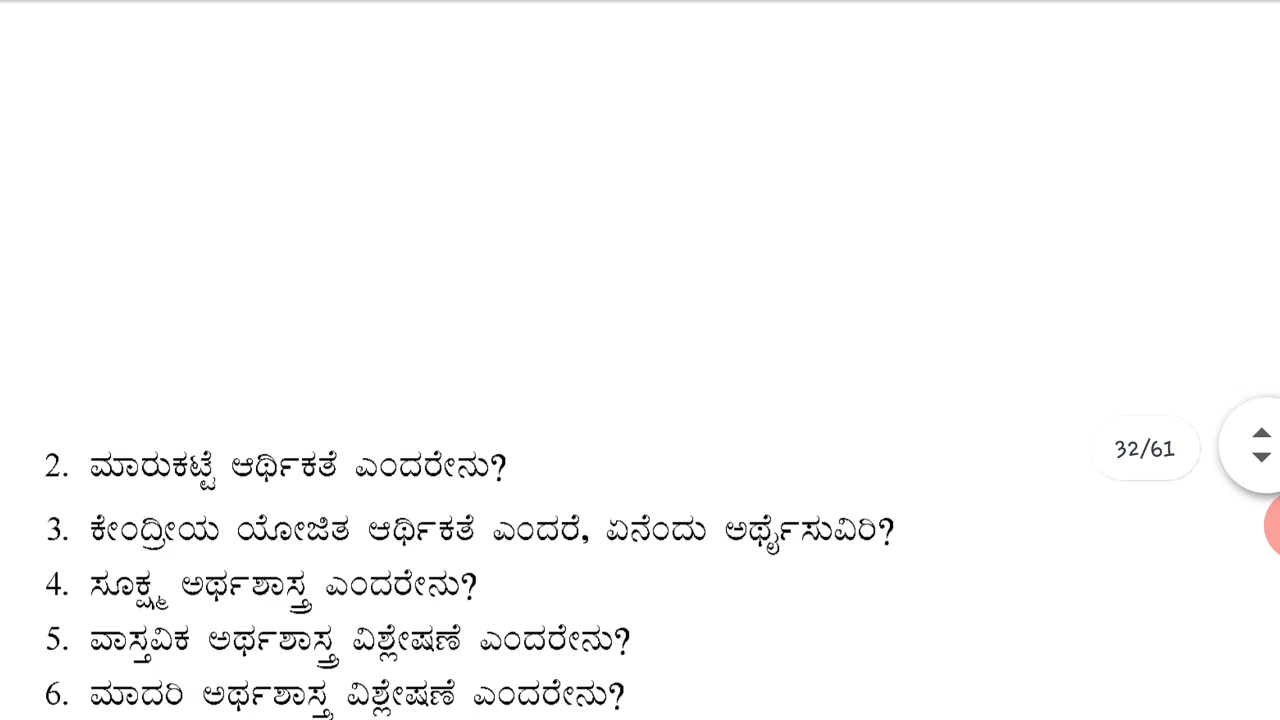 32/61
2. ಮಾರುಕಟ್ಟೆ ಆರ್ಥಿಕತೆ ಎಂದರೇನು?
3. ಕೇಂದ್ರೀಯ ಯೋಜಿತ ಆರ್ಥಿಕತೆ ಎಂದರೆ, ಏನೆಂದು ಅರ್ಥೈಸುವಿರಿ?
4. ಸೂಕ್ಷ್ಮ ಅರ್ಥಶಾಸ್ತ್ರ ಎಂದರೇನು?
5. ವಾಸ್ತವಿಕ ಅರ್ಥಶಾಸ್ತ್ರ ವಿಶ್ಲೇಷಣೆ ಎಂದರೇನು?
6. ಮಾದರಿ ಅರ್ಥಶಾಸ್ತ್ರ ವಿಶ್ಲೇಷಣೆ ಎಂದರೇನು?